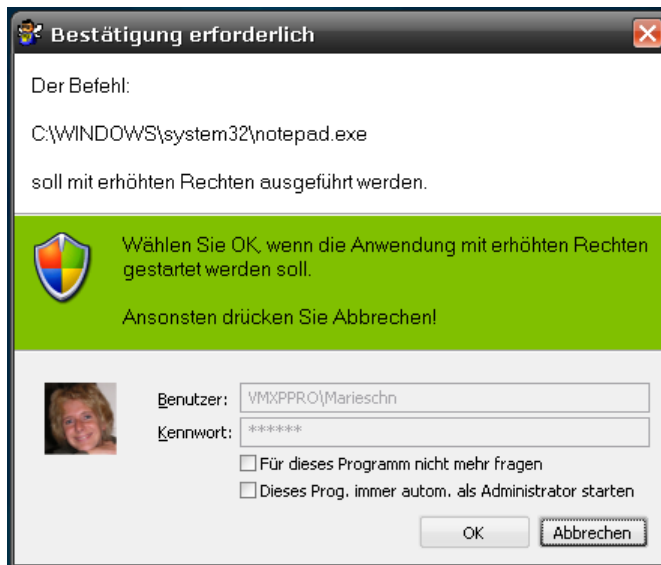 Bestätigung erforderlich
Der Befehl:
C:\WINDOWS\system32\notepad.exe
soll mit erhöhten Rechten ausgeführt werden.
Wählen Sie OK, wenn die Anwendung mit erhöhten Rechten
gestartet werden soll.
Ansonsten drücken Sie Abbrechen!
Benutzer: VMXPPRO\Marieschn
Kennwort: ******
Für dieses Programm nicht mehr fragen
Dieses Prog. immer autom. als Administrator starten
OK Abbrechen